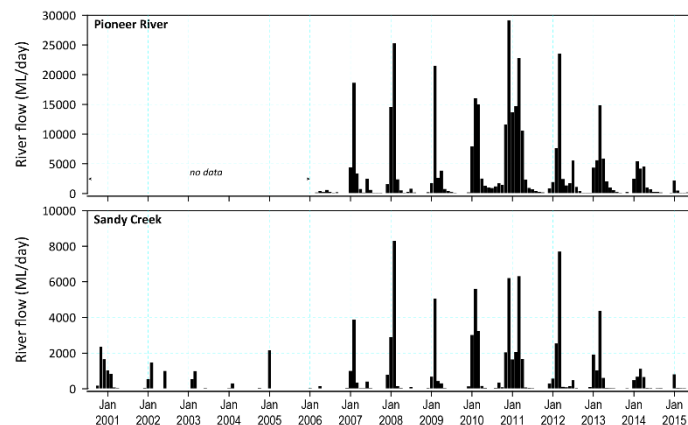 Pioneer River
River flow (ML/day)
30000
25000
20000
15000
10000
5000
0
no data
Sandy Creek
River flow (ML/day)
10000
8000
6000
4000
2000
0
Jan Jan Jan Jan Jan Jan Jan Jan Jan Jan Jan Jan Jan Jan Jan
2001 2002 2003 2004 2005 2006 2007 2008 2009 2010 2011 2012 2013 2014 2015